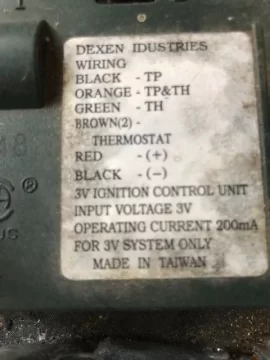 DEXEN IDUSTRIES
WIRING
BLACK - TP
ORANGE - TP&TH
GREEN - TH
BROWN(2) -
THERMOSTAT
RED - (+)
BLACK - (−)
3V IGNITION CONTROL UNIT
INPUT VOLTAGE 3V
OPERATING CURRENT 200mA
FOR 3V SYSTEM ONLY
MADE IN TAIWAN
®
US